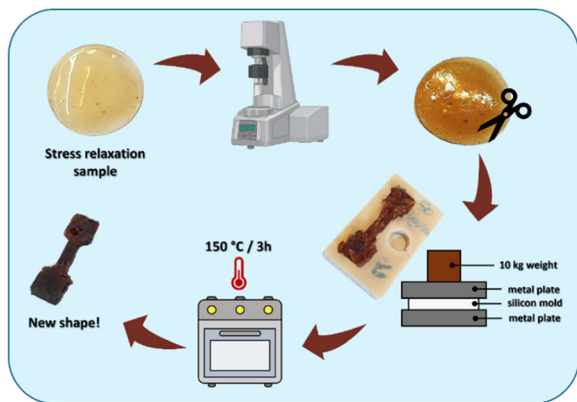 Stress relaxation
sample
10 kg weight
metal plate
silicon mold
metal plate
150 °C / 3h
New shape!